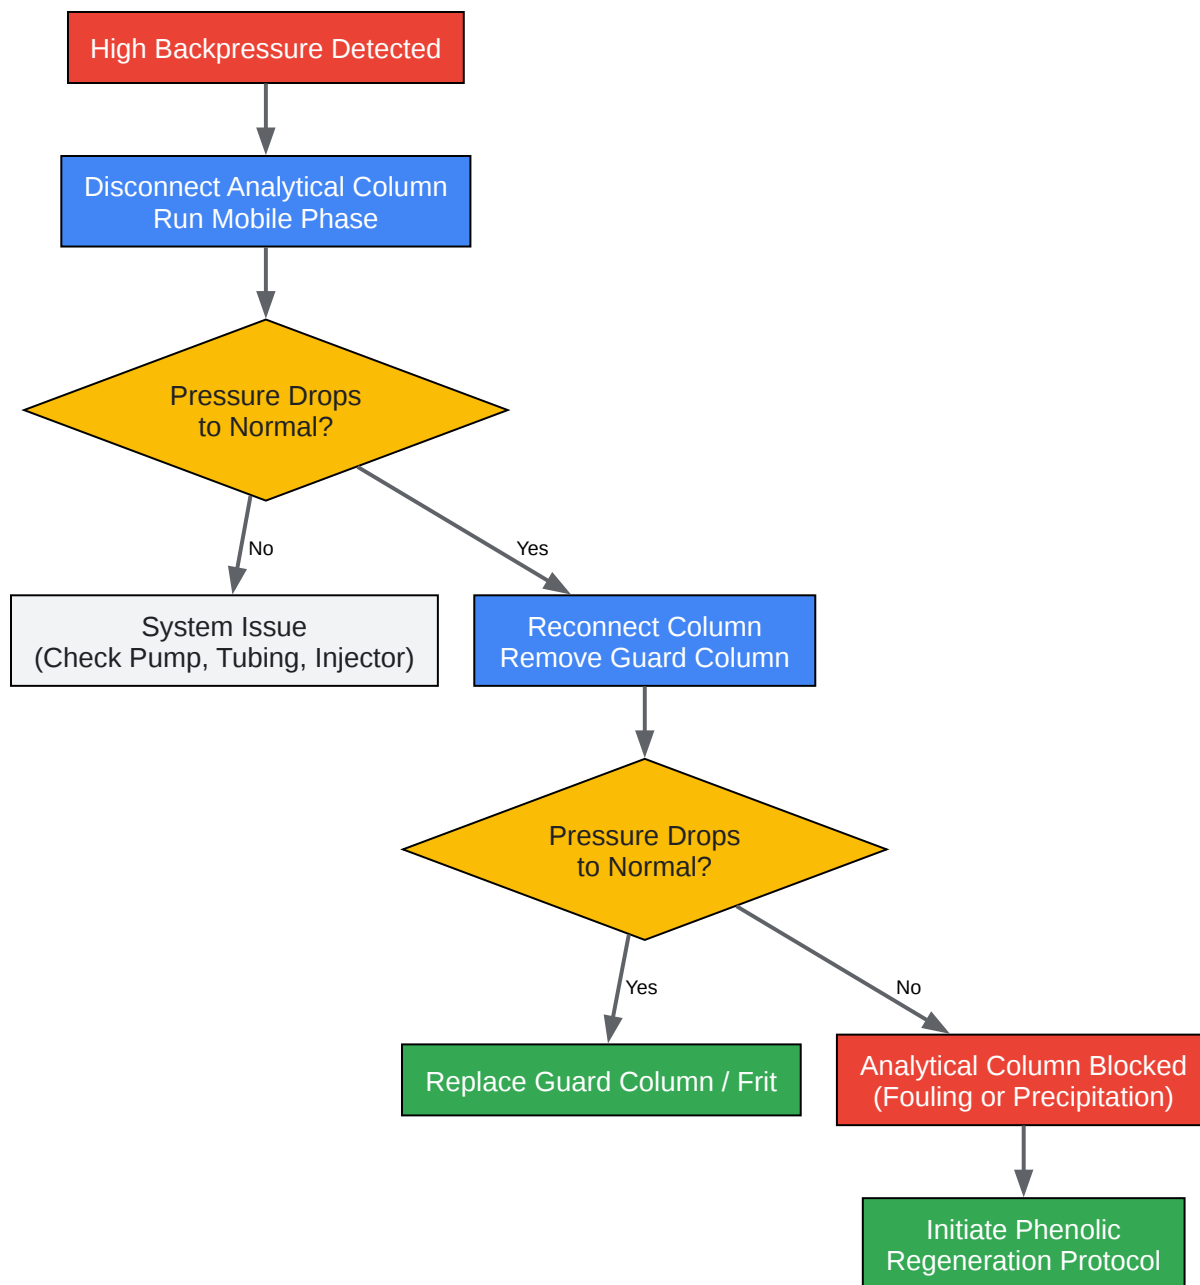 High Backpressure Detected
Disconnect Analytical Column
Run Mobile Phase
Pressure Drops
to Normal?
No
Yes
System Issue
(Check Pump, Tubing, Injector)
Reconnect Column
Remove Guard Column
Pressure Drops
to Normal?
Yes
No
Replace Guard Column / Frit
Analytical Column Blocked
(Fouling or Precipitation)
Initiate Phenolic
Regeneration Protocol